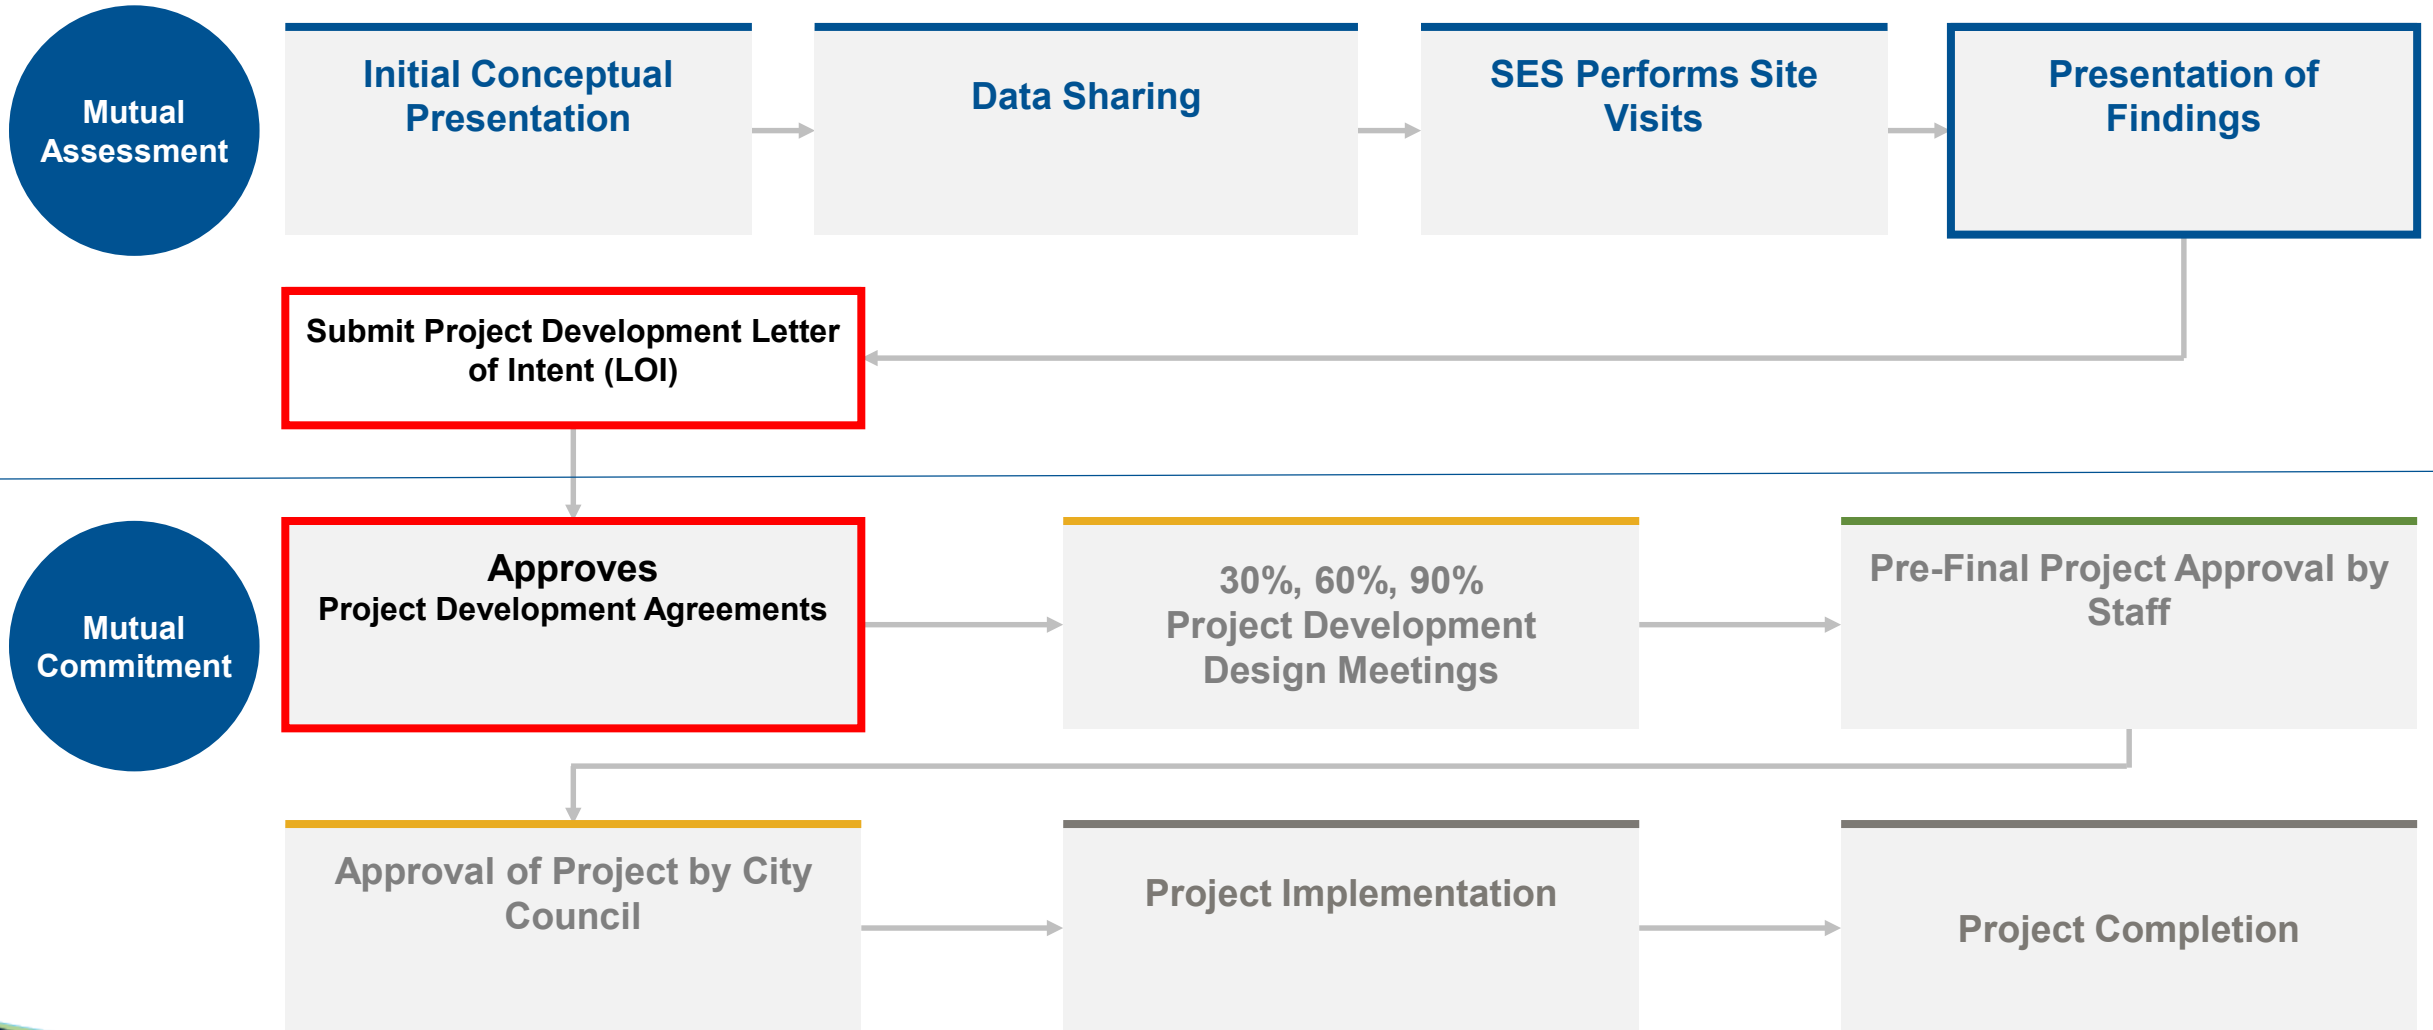 Mutual
Assessment
Initial Conceptual
Presentation
Data Sharing
SES Performs Site
Visits
Presentation of
Findings
Submit Project Development Letter
of Intent (LOI)
Mutual
Commitment
Approves
Project Development Agreements
30%, 60%, 90%
Project Development
Design Meetings
Pre-Final Project Approval by
Staff
Approval of Project by City
Council
Project Implementation
Project Completion